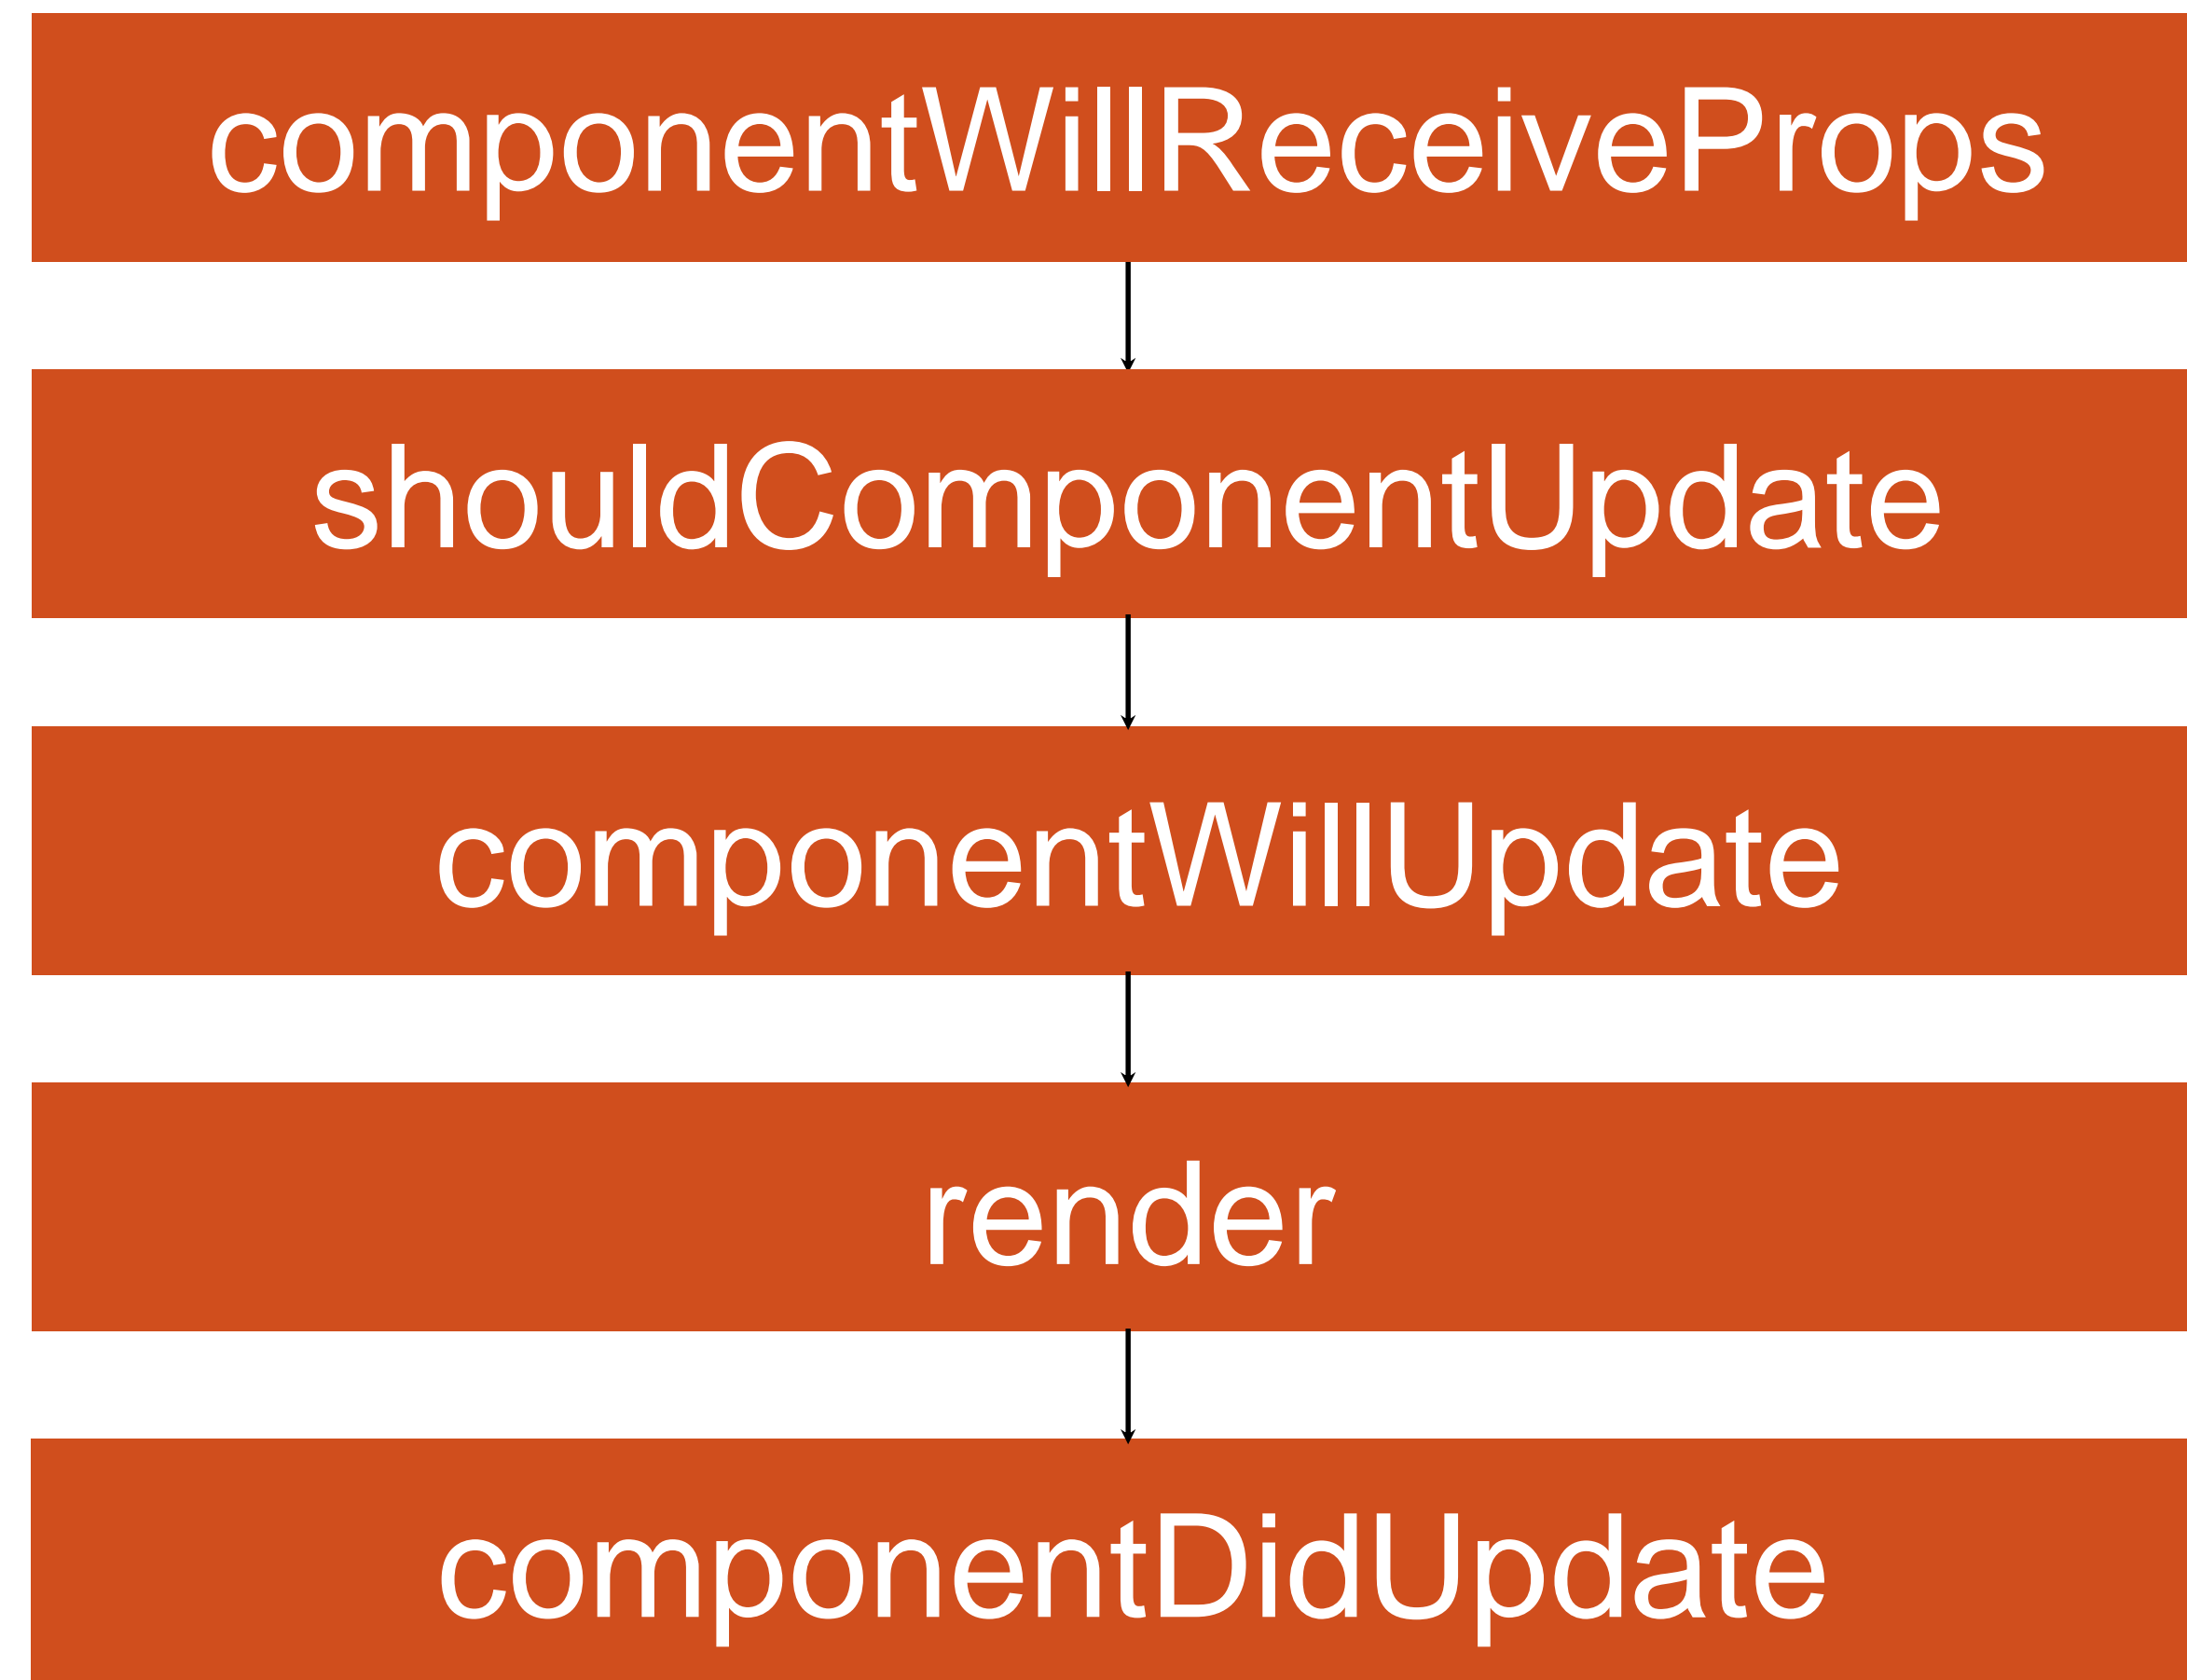 componentWillReceiveProps
shouldComponentUpdate
componentWillUpdate
render
componentDidUpdate